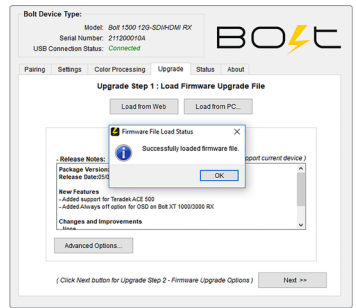 Bolt Device Type:
Model: Bolt 1500 12G-SDI/HDMI RX
Serial Number: 211200010A
USB Connection Status: Connected
BOLT
Pairing Settings Color Processing Upgrade Status About
Upgrade Step 1 : Load Firmware Upgrade File
Load from Web Load from PC...
Firmware File Load Status
Successfully loaded firmware file.
OK
- Release Notes: pport current device )
Package Version:
Release Date:05/0
New Features
-Added support for Teradek ACE 500
-Added Always off option for OSD on Bolt XT 1000/3000 RX
Changes and Improvements
-None
Advanced Options...
( Click Next button for Upgrade Step 2 - Firmware Upgrade Options ) Next >>